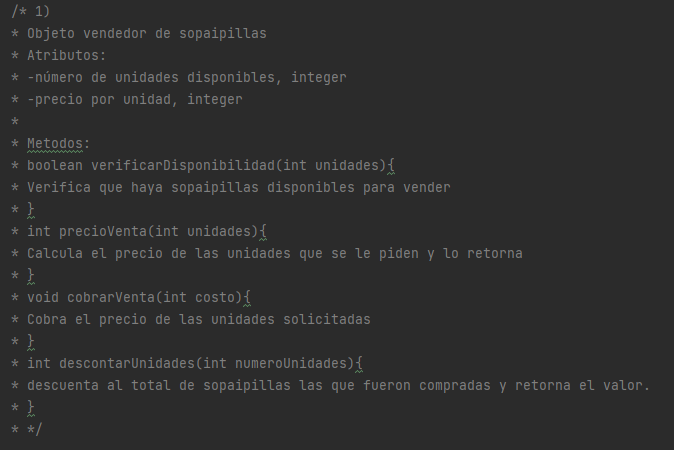 /* 1)
* Objeto vendedor de sopaipillas
* Atributos:
* -número de unidades disponibles, integer
* -precio por unidad, integer
*
* Metodos:
* boolean verificarDisponibilidad(int unidades){
* Verifica que haya sopaipillas disponibles para vender
* }
* int precioVenta(int unidades){
* Calcula el precio de las unidades que se le piden y lo retorna
* }
* void cobrarVenta(int costo){
* Cobra el precio de las unidades solicitadas
* }
* int descontarUnidades(int numeroUnidades){
* descuenta al total de sopaipillas las que fueron compradas y retorna el valor.
* }
* */